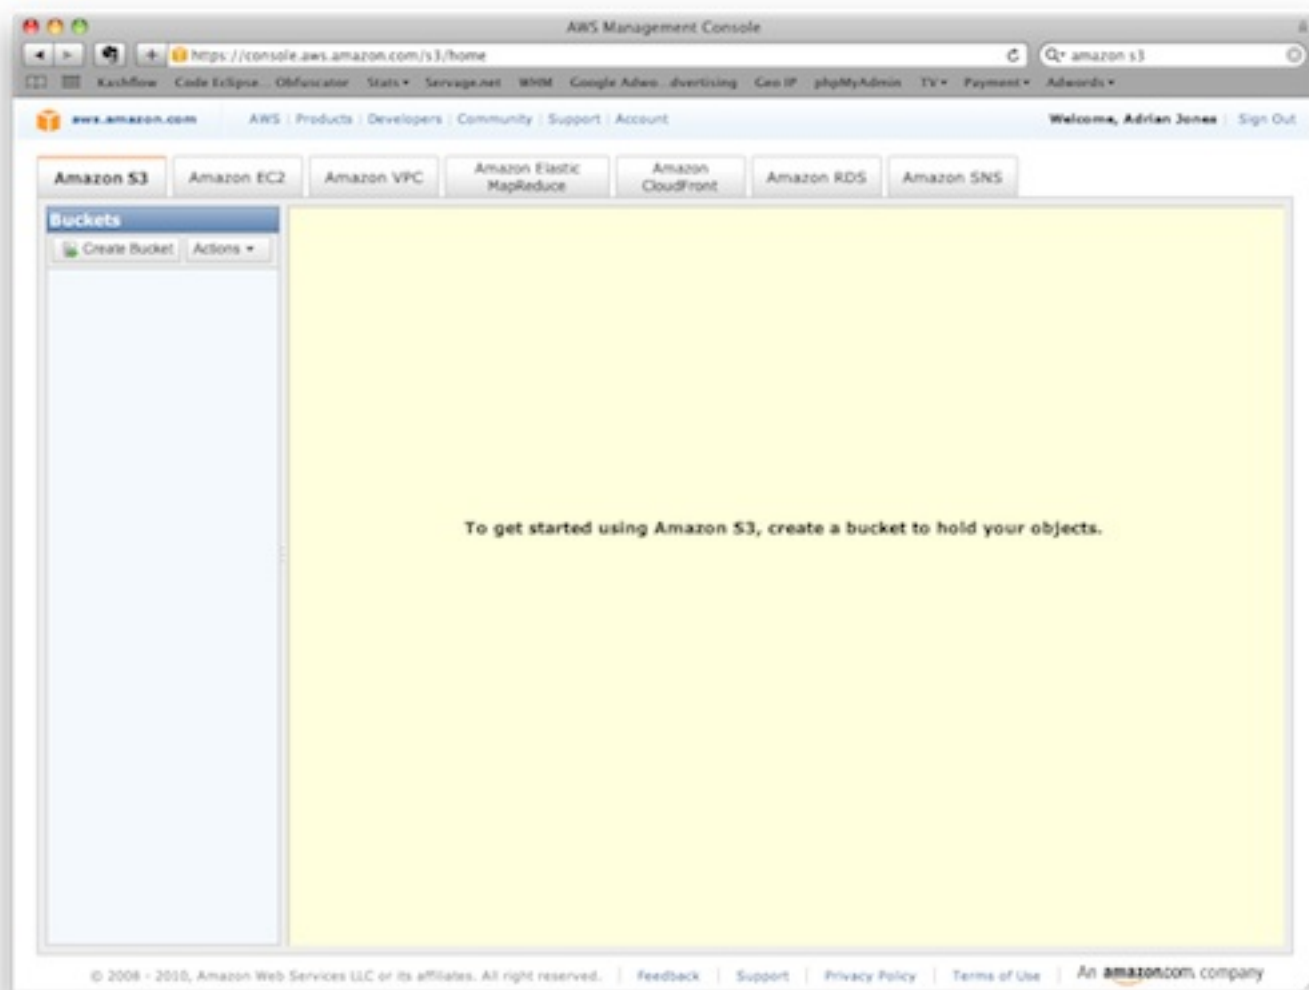 AWS Management Console
https://console.aws.amazon.com/s3/home
amazon s3
Kashflow Code Eclipse... Obfuscator Stats Servage.net WHM Google Adwo...dvertising Geo IP phpMyAdmin TV Payment Adwords
aws.amazon.com AWS | Products | Developers | Community | Support | Account Welcome, Adrian Jones | Sign Out
Amazon S3
Amazon EC2
Amazon VPC
Amazon Elastic
MapReduce
Amazon
CloudFront
Amazon RDS
Amazon SNS
Buckets
Create Bucket Actions
To get started using Amazon S3, create a bucket to hold your objects.
© 2008 - 2010, Amazon Web Services LLC or its affiliates. All right reserved. | Feedback | Support | Privacy Policy | Terms of Use | An amazon.com company